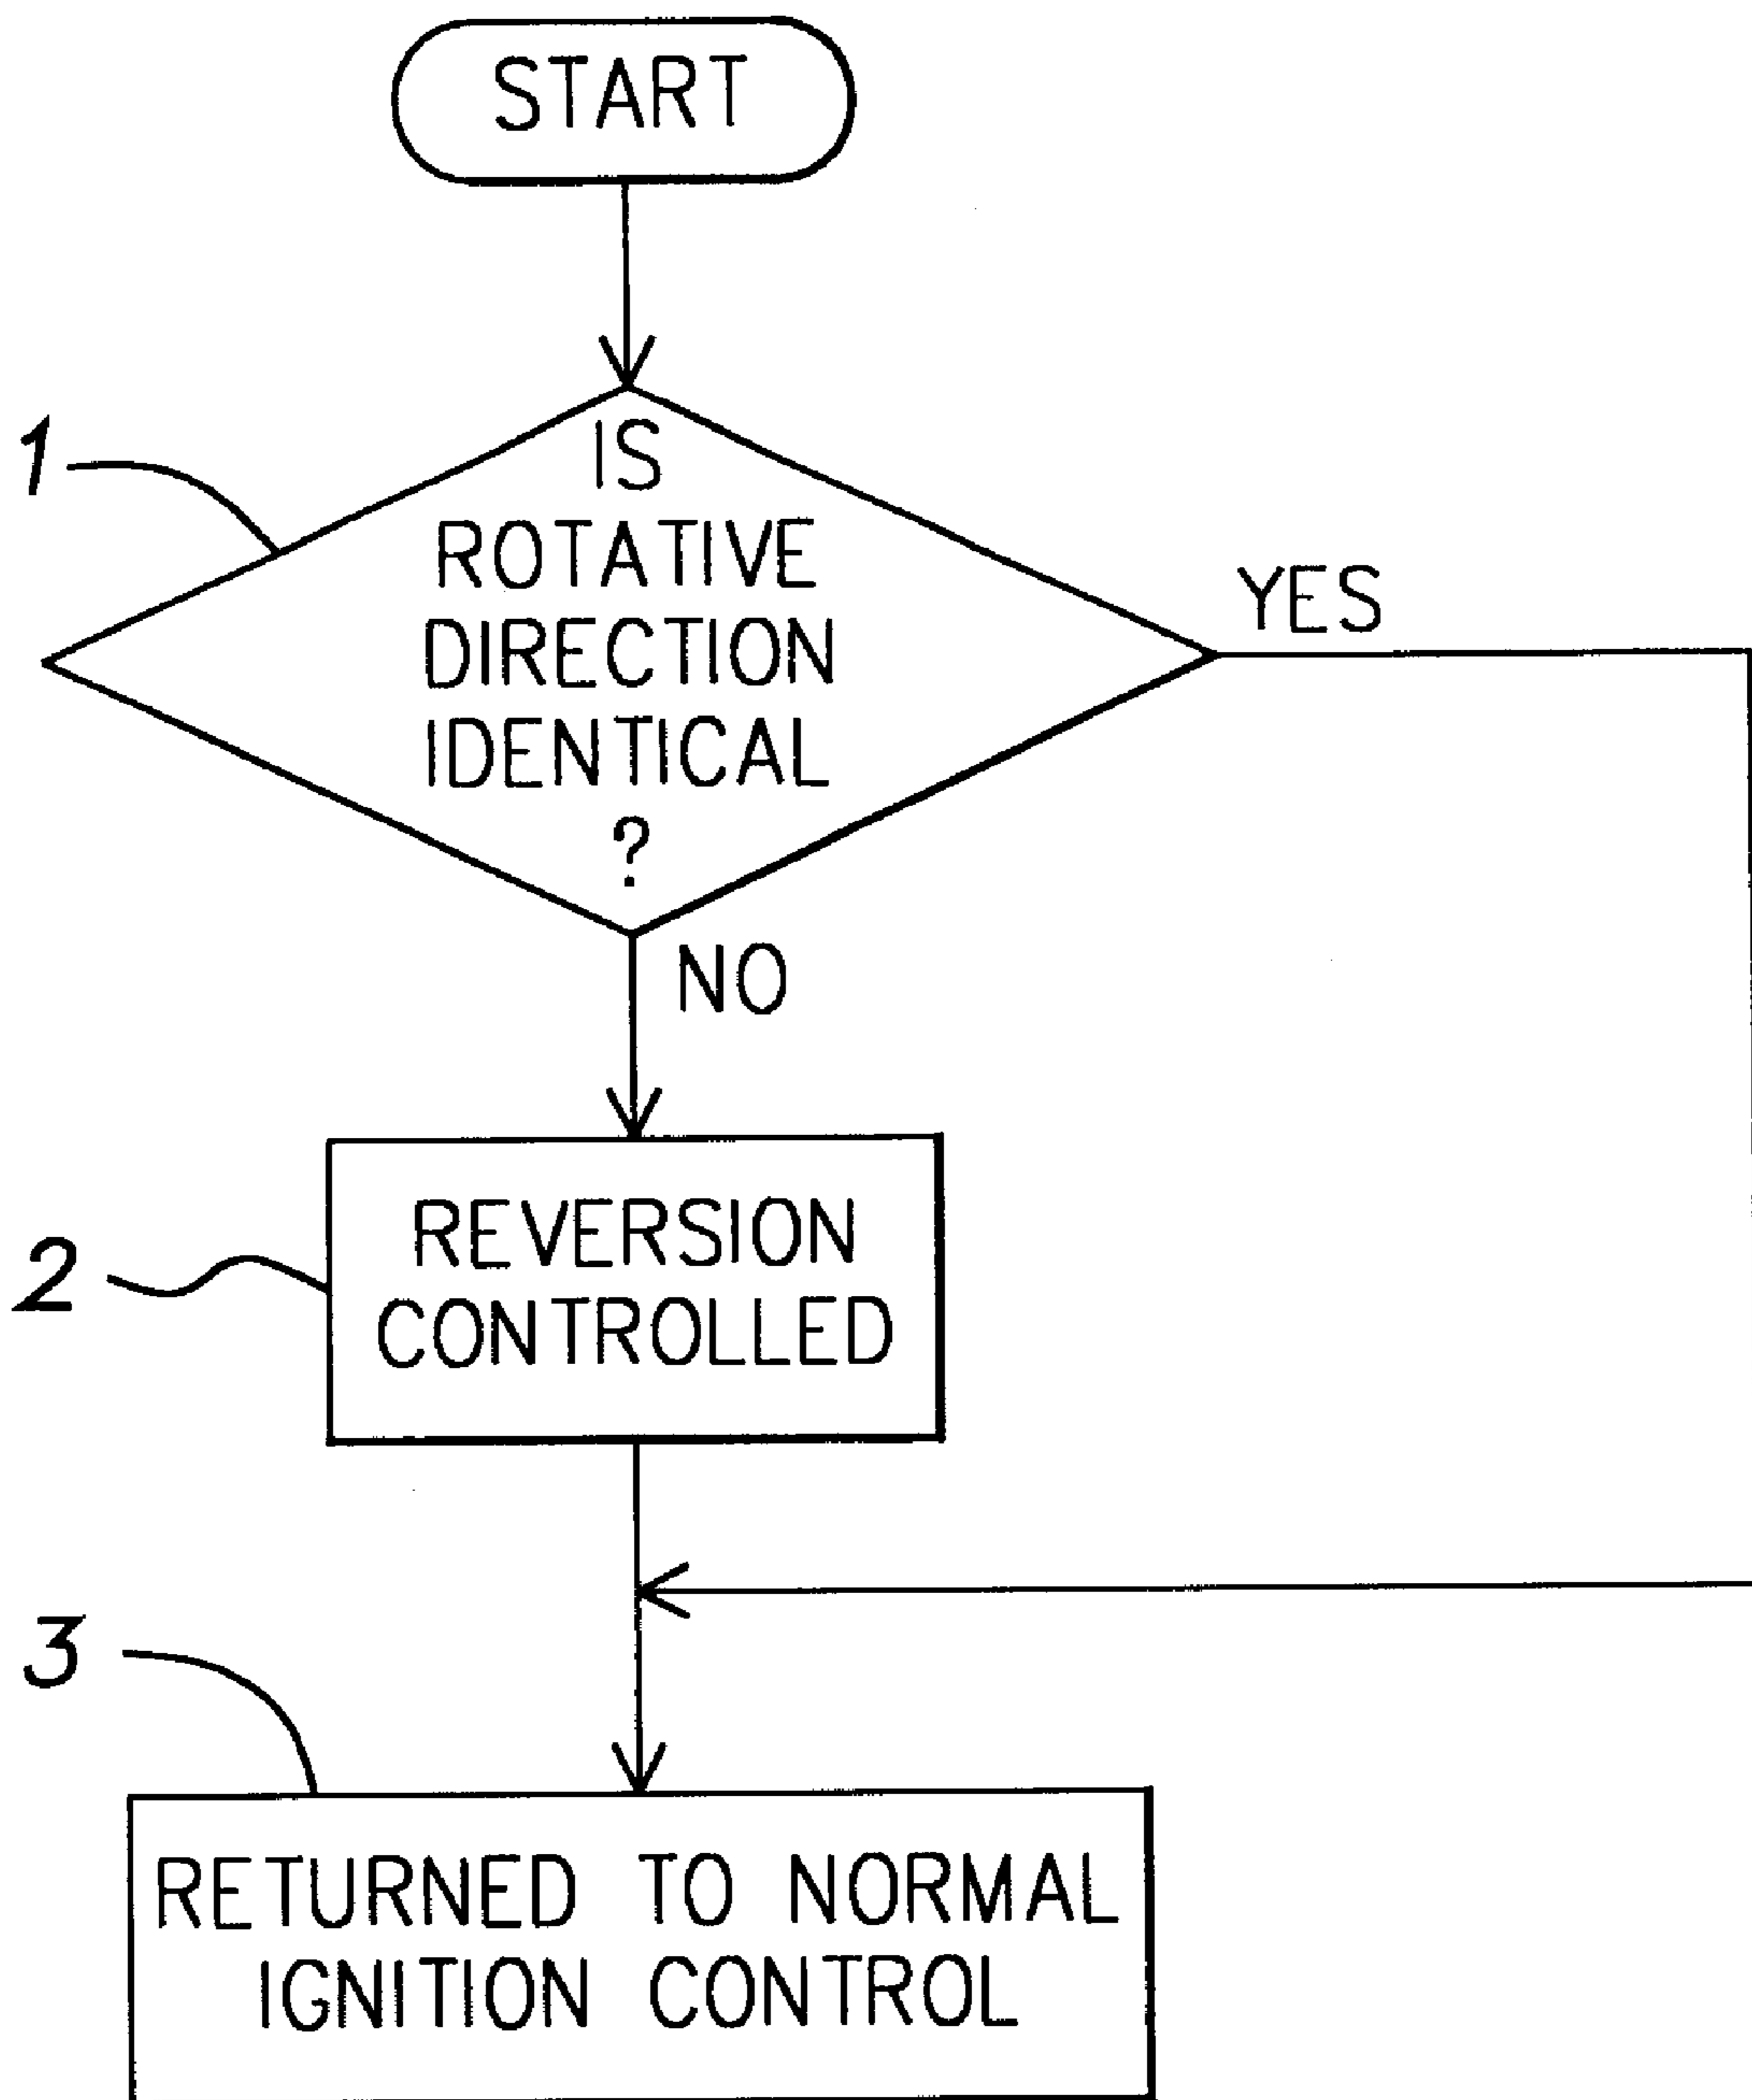 START
1
IS
ROTATIVE
DIRECTION
IDENTICAL
?
YES
NO
2
REVERSION
CONTROLLED
3
RETURNED TO NORMAL
IGNITION CONTROL